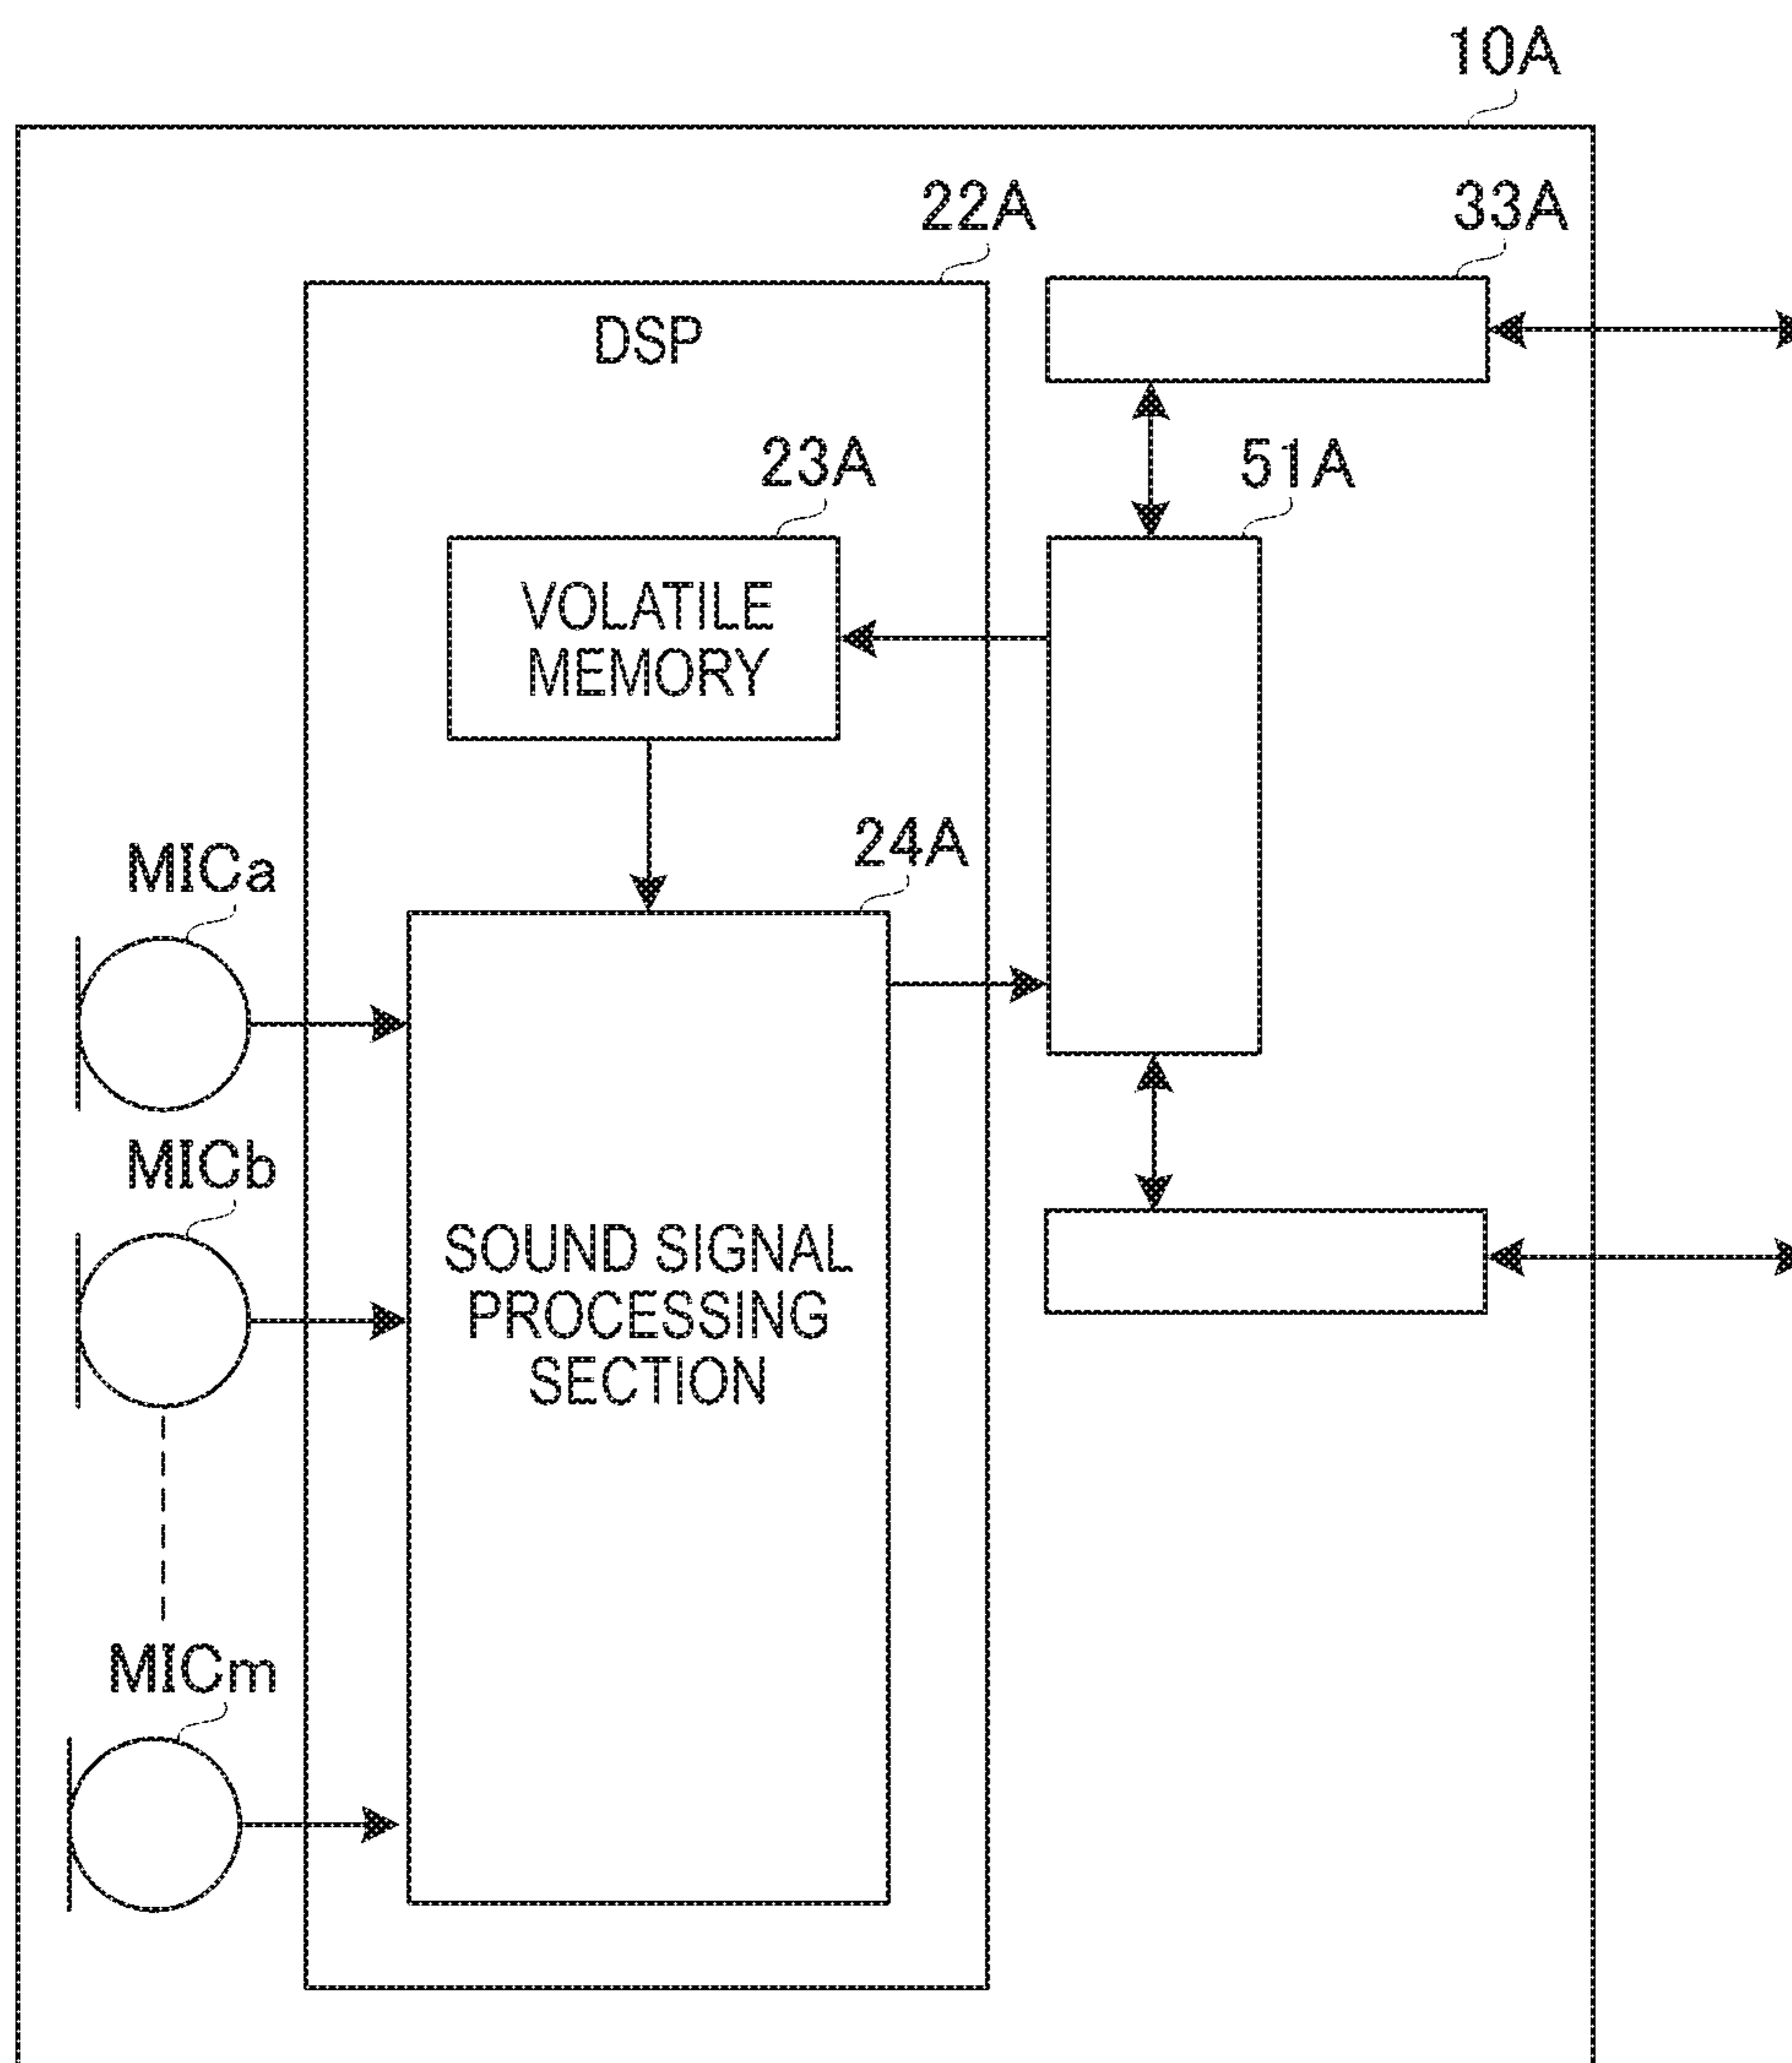 10A
22A
33A
DSP
23A
51A
VOLATILE
MEMORY
24A
MICa
MICb
SOUND SIGNAL
PROCESSING
SECTION
MICm